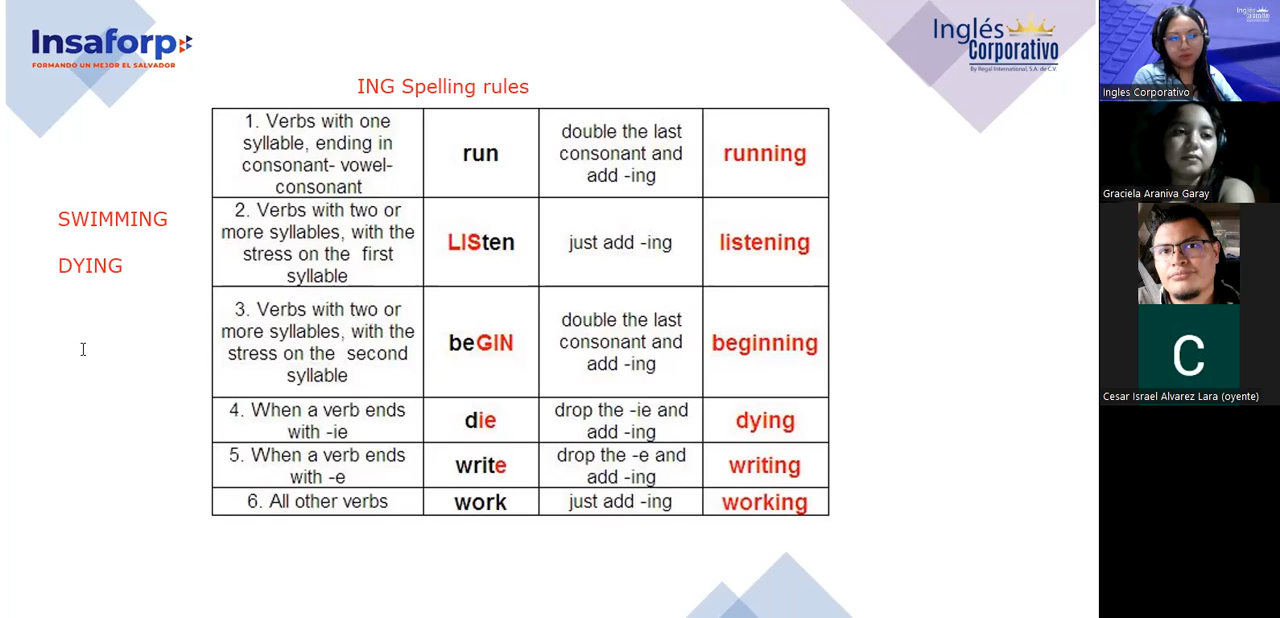 Insaforp
FORMANDO UN MEJOR EL SALVADOR
Inglés
Corporativo
By Regal International, S.A. de C.V.
ING Spelling rules
SWIMMING
DYING
1. Verbs with one
syllable, ending in
consonant- vowel-
consonant
run
double the last
consonant and
add -ing
running
2. Verbs with two or
more syllables, with the
stress on the first
syllable
LISten
just add -ing
listening
3. Verbs with two or
more syllables, with the
stress on the second
syllable
beGIN
double the last
consonant and
add -ing
beginning
4. When a verb ends
with -ie
die
drop the -ie and
add -ing
dying
5. When a verb ends
with -e
write
drop the -e and
add -ing
writing
6. All other verbs
work
just add -ing
working
Ingles Corporativo
Graciela Araniva Garay
C
Cesar Israel Alvarez Lara (oyente)